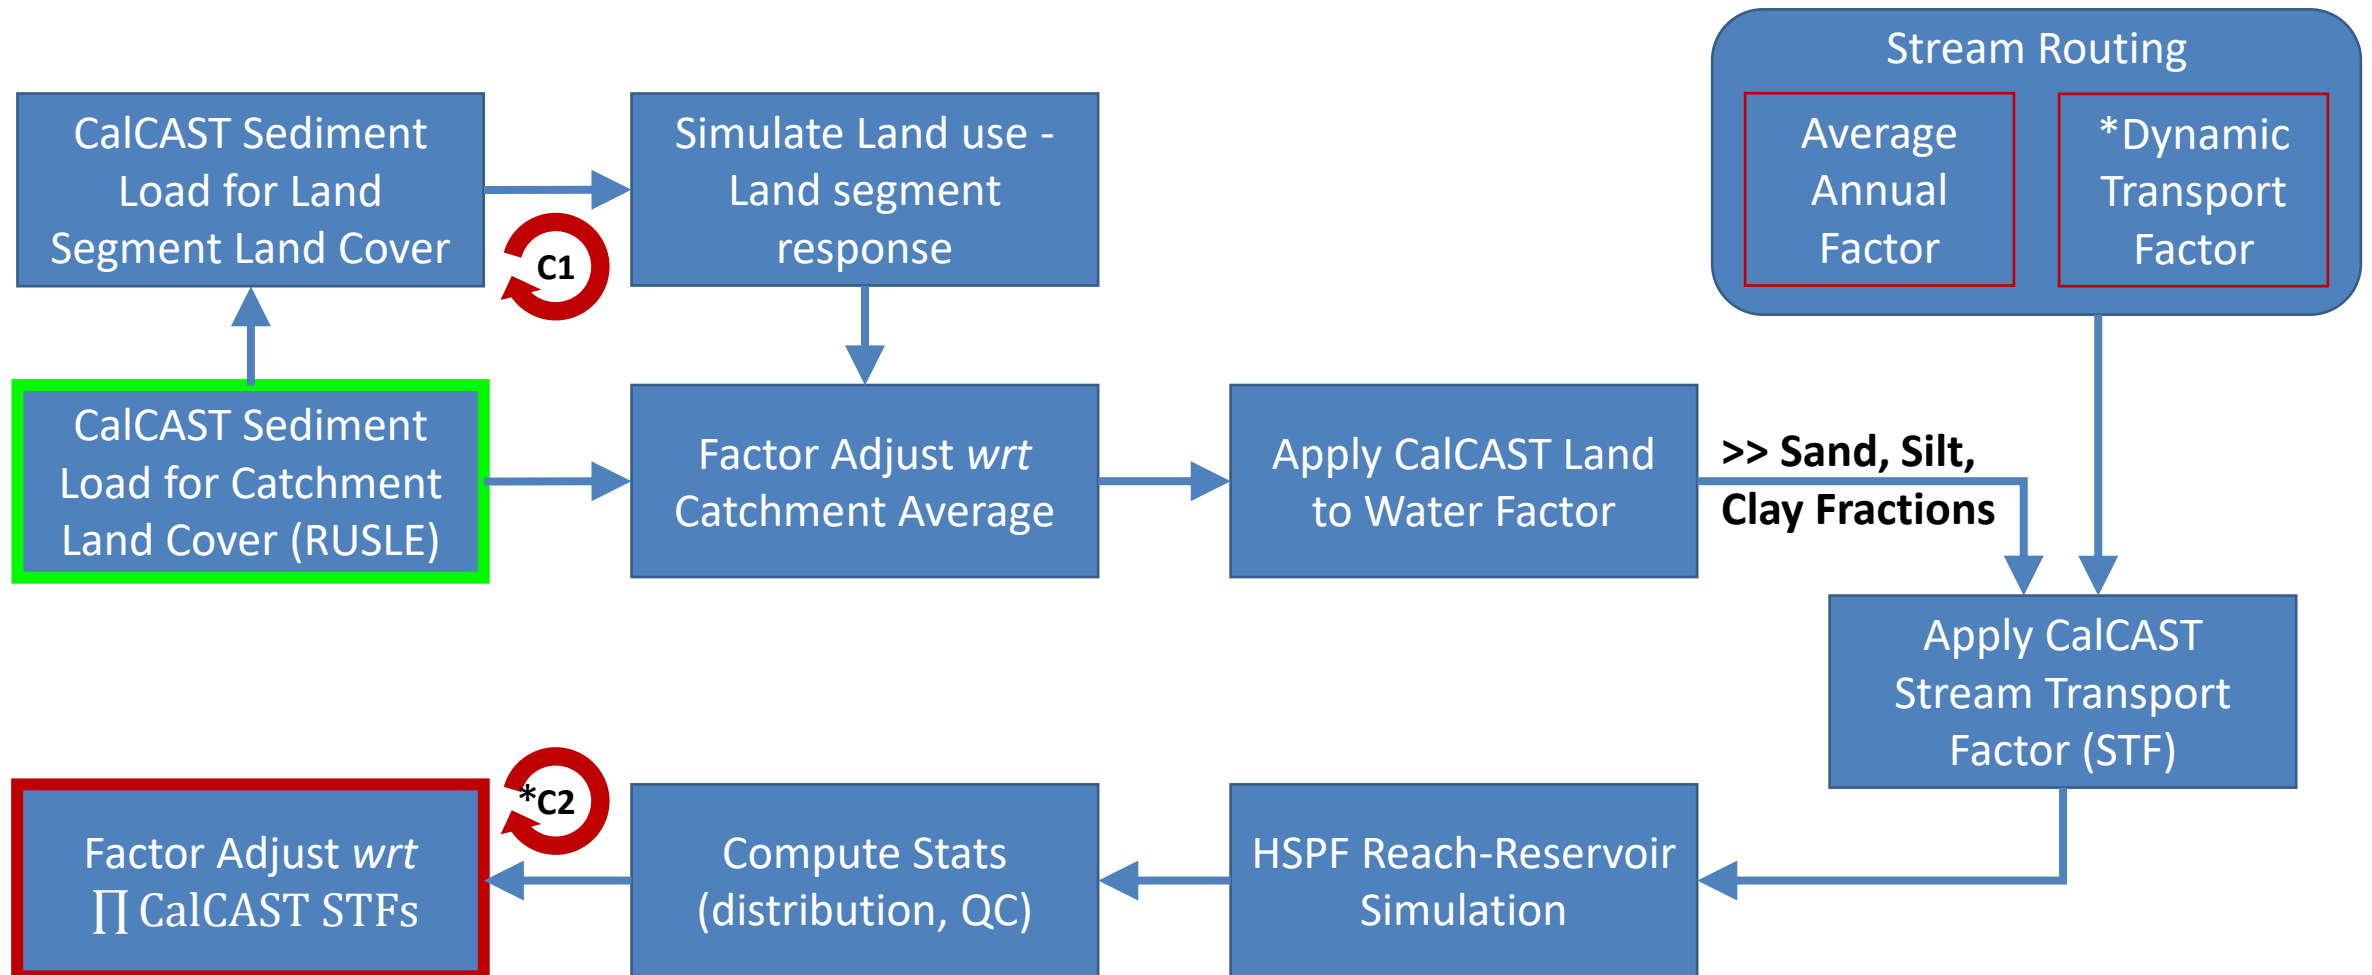 CalCAST Sediment
Load for Land
Segment Land Cover
C1
Simulate Land use -
Land segment
response
Stream Routing
Average
Annual
Factor
*Dynamic
Transport
Factor
CalCAST Sediment
Load for Catchment
Land Cover (RUSLE)
Factor Adjust wrt
Catchment Average
Apply CalCAST Land
to Water Factor
>> Sand, Silt,
Clay Fractions
Apply CalCAST
Stream Transport
Factor (STF)
HSPF Reach-Reservoir
Simulation
Compute Stats
(distribution, QC)
*C2
Factor Adjust wrt
∏ CalCAST STFs